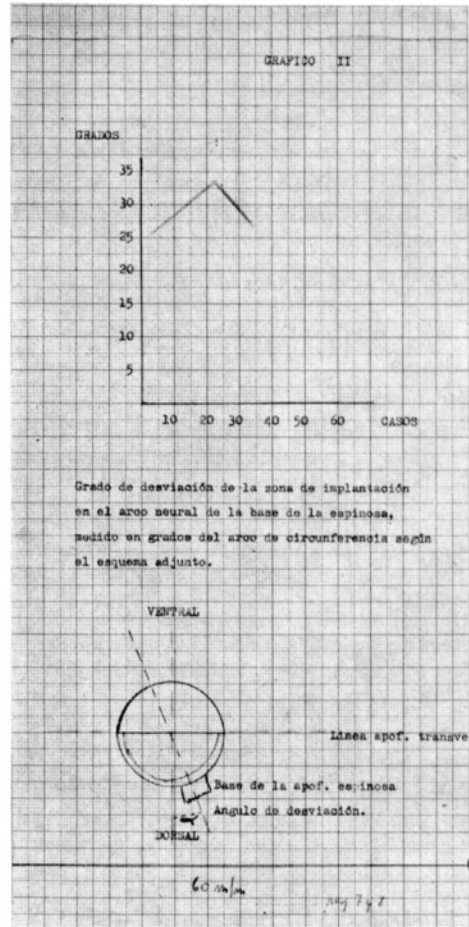 GRAFICO II
GRADOS
35
30
25
20
15
10
5
10 20 30 40 50 60 CASOS
Grado de desviación de la zona de implantación
en el arco neural de la base de la espinosa,
medido en grados del arco de circunferencia según
el esquema adjunto.
VENTRAL
Linea apof. transve
Base de la apof. espinosa
Angulo de desviación.
DORSAL
60 m/m
7 y 8